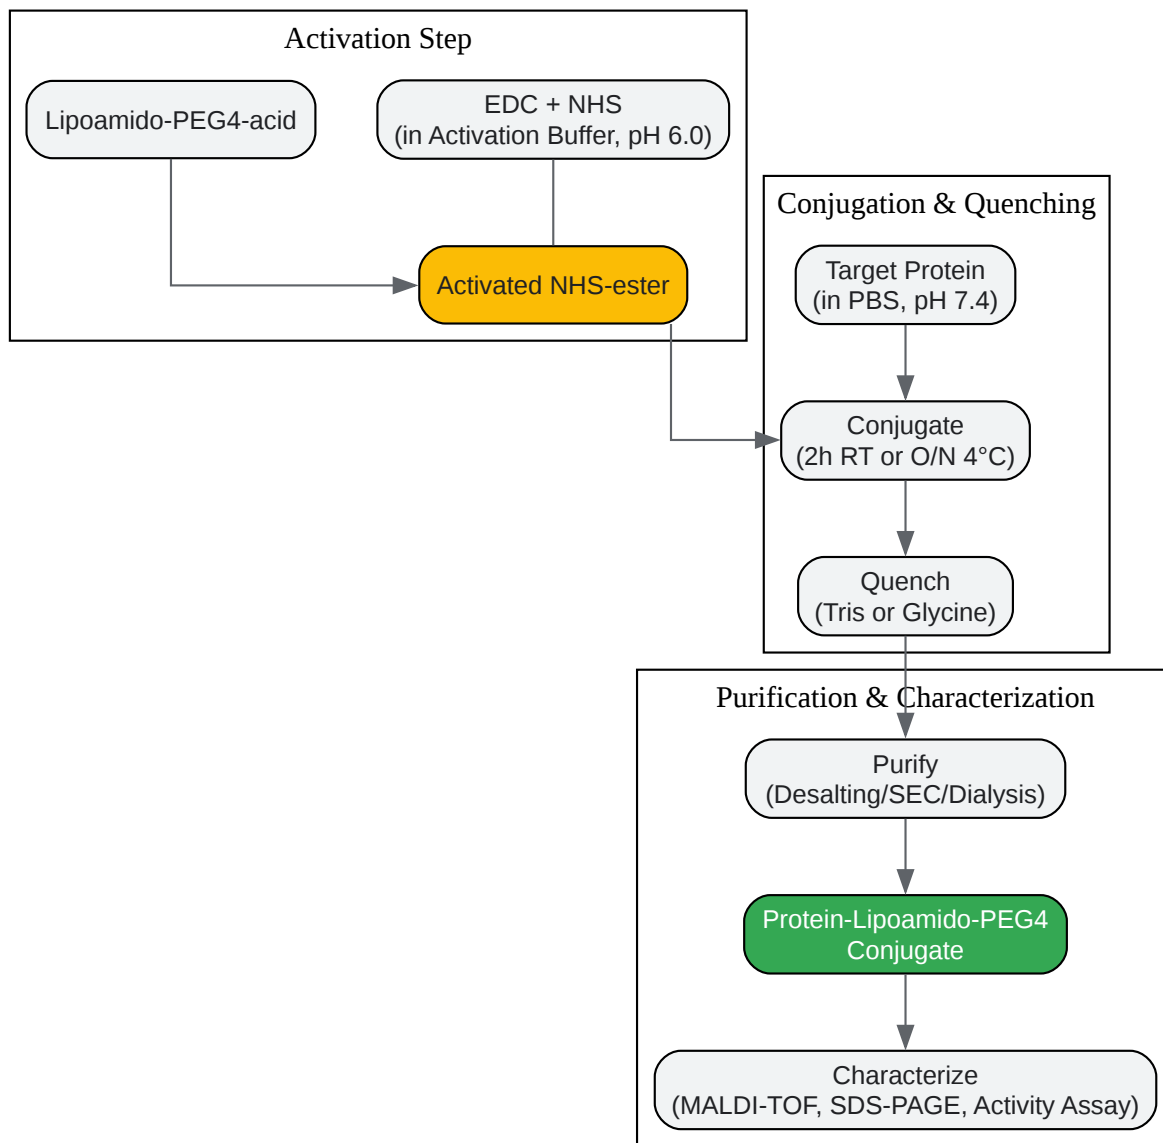 Activation Step
Lipoamido-PEG4-acid
EDC + NHS
(in Activation Buffer, pH 6.0)
Activated NHS-ester
Conjugation & Quenching
Target Protein
(in PBS, pH 7.4)
Conjugate
(2h RT or O/N 4°C)
Quench
(Tris or Glycine)
Purification & Characterization
Purify
(Desalting/SEC/Dialysis)
Protein-Lipoamido-PEG4
Conjugate
Characterize
(MALDI-TOF, SDS-PAGE, Activity Assay)